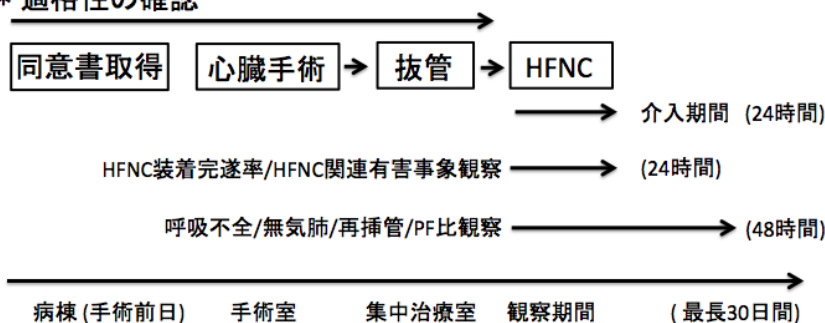 * 適格性の確認
同意書取得 心臓手術 抜管 HFNC
介入期間 (24時間)
HFNC装着完遂率/HFNC関連有害事象観察 (24時間)
呼吸不全/無気肺/再挿管/PF比観察 (48時間)
病棟 (手術前日) 手術室 集中治療室 観察期間 ( 最長30日間)